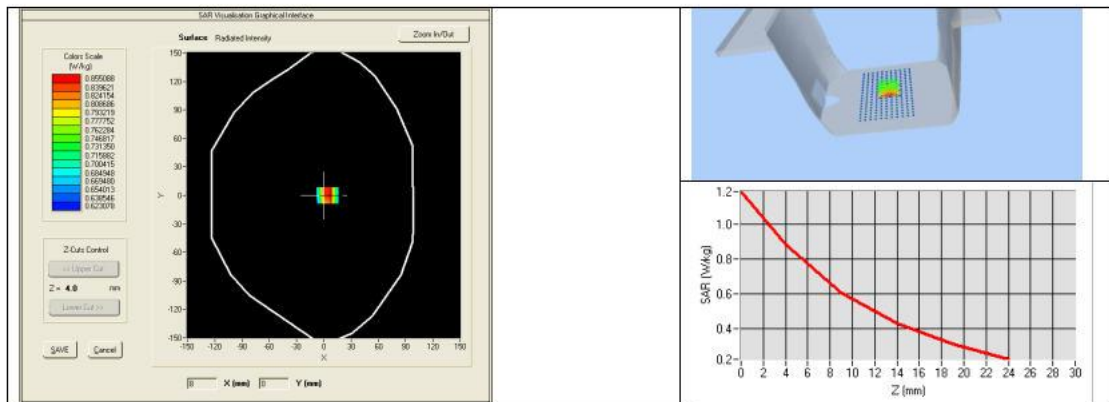 SAR Visualisation Graphical Interface
Surface Radiated Intensity
Zoom In/Out
Colors Scale
(W/kg)
0.855088
0.839621
0.824154
0.808686
0.793219
0.777752
0.762284
0.746817
0.731350
0.715882
0.700415
0.684948
0.669480
0.654013
0.638546
0.623078
Z-Cuts Control
<< Upper Cut
Z = 4.0 mm
Lower Cut >>
SAVE Cancel
150
120
90
60
30
0
-30
-60
-90
-120
-150
Y
-150 -120 -90 -60 -30 0 30 60 90 120 150
X
0 X (mm) 0 Y (mm)
1.2
1.0
0.8
0.6
0.4
0.2
SAR (W/kg)
0 2 4 6 8 10 12 14 16 18 20 22 24 26 28 30
Z (mm)